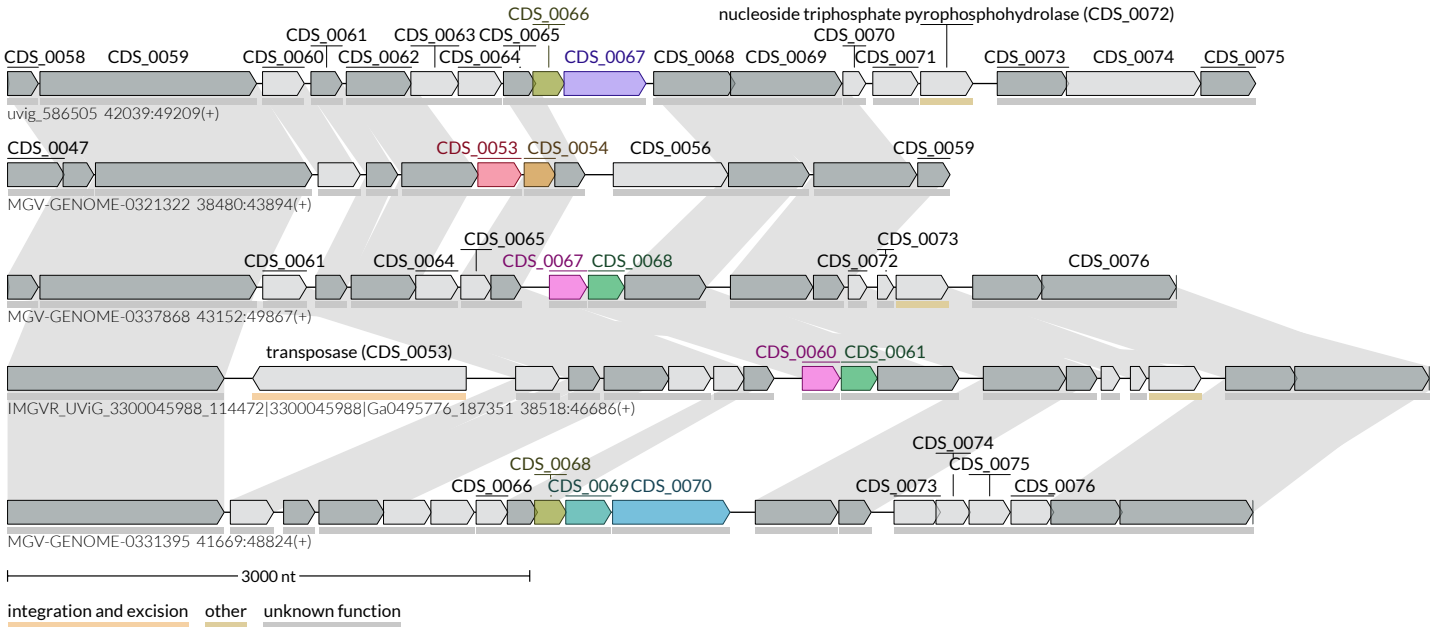 CDS_0066
nucleoside triphosphate pyrophosphohydrolase (CDS_0072)
CDS_0061
CDS_0063
CDS_0065
CDS_0070
CDS_0058
CDS_0059
CDS_0060
CDS_0062
CDS_0064
CDS_0067
CDS_0068
CDS_0069
CDS_0071
CDS_0073
CDS_0074
CDS_0075
uvig_586505 42039:49209(+)
CDS_0047
CDS_0053
CDS_0054
CDS_0056
CDS_0059
MGV-GENOME-0321322 38480:43894(+)
CDS_0065
CDS_0073
CDS_0061
CDS_0064
CDS_0067
CDS_0068
CDS_0072
CDS_0076
MGV-GENOME-0337868 43152:49867(+)
transposase (CDS_0053)
CDS_0060
CDS_0061
IMGVR_UViG_3300045988_114472|3300045988|Ga0495776_187351 38518:46686(+)
CDS_0074
CDS_0068
CDS_0075
CDS_0066
CDS_0069
CDS_0070
CDS_0073
CDS_0076
MGV-GENOME-0331395 41669:48824(+)
3000 nt
integration and excision other unknown function